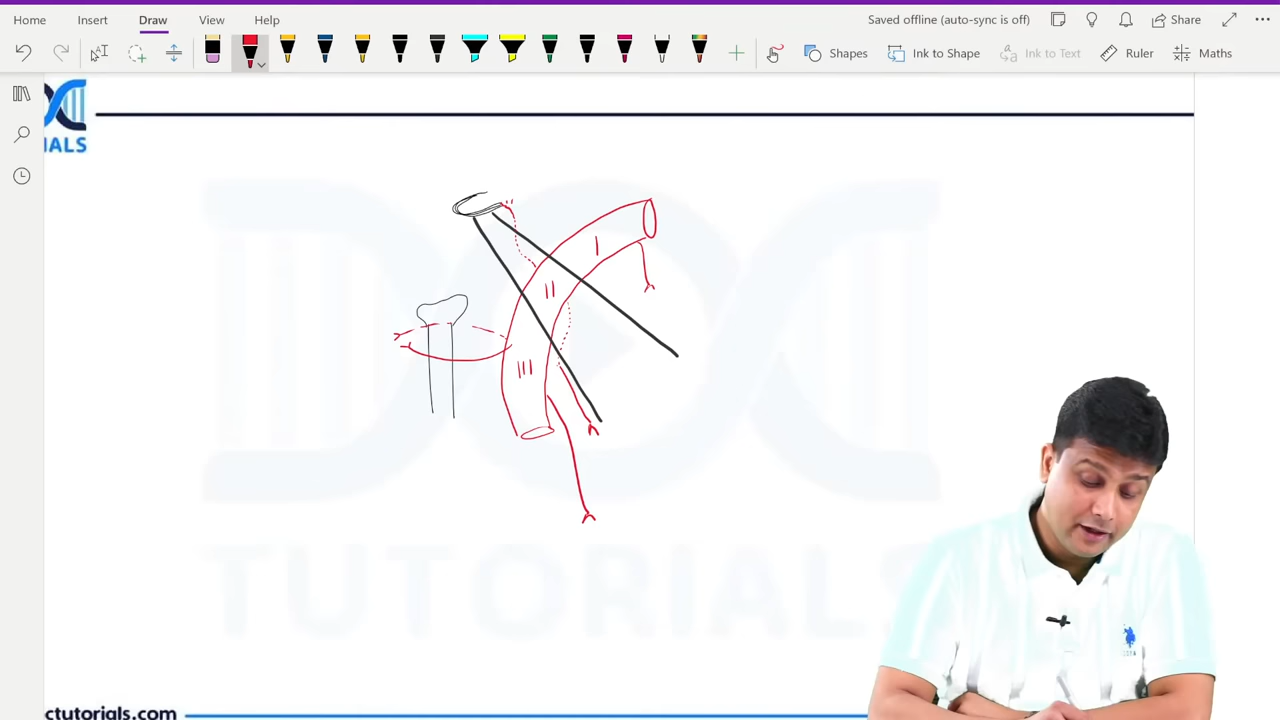 Home Insert Draw View Help Saved offline (auto-sync is off) Share
Shapes Ink to Shape Ink to Text Ruler Maths
IALS
I
II
III
TUTORIALS
ctutorials.com